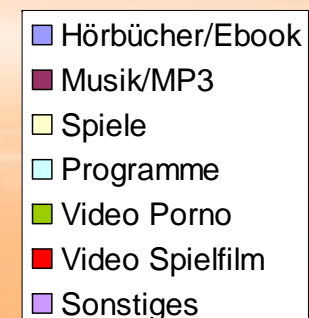 Hörbücher/Ebook
Musik/MP3
Spiele
Programme
Video Porno
Video Spielfilm
Sonstiges